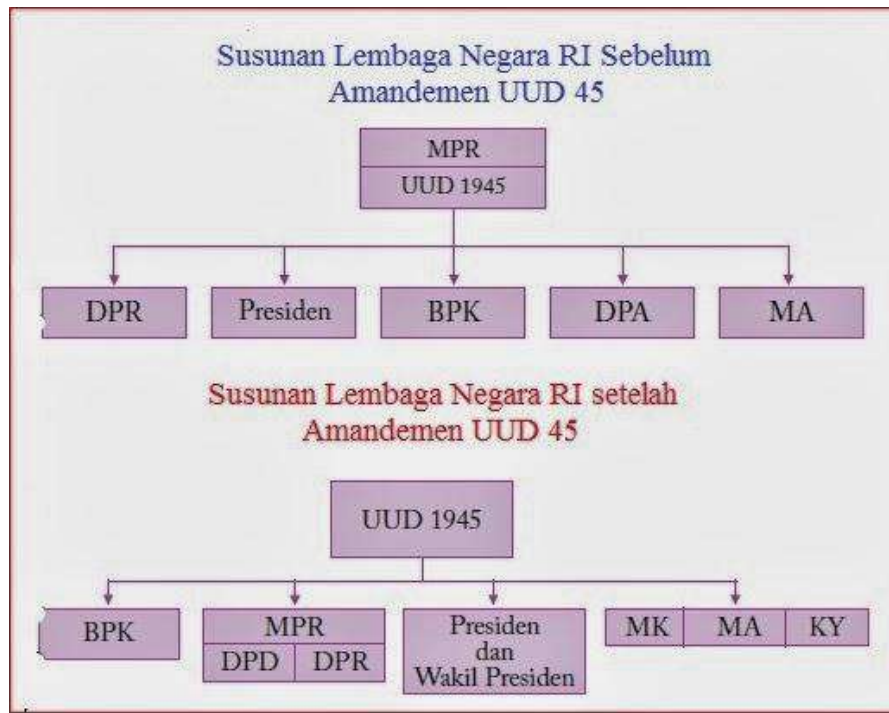 Susunan Lembaga Negara RI Sebelum
Amandemen UUD 45
MPR
UUD 1945
DPR
Presiden
BPK
DPA
MA
Susunan Lembaga Negara RI setelah
Amandemen UUD 45
UUD 1945
BPK
MPR
DPD
DPR
Presiden
dan
Wakil Presiden
MK
MA
KY